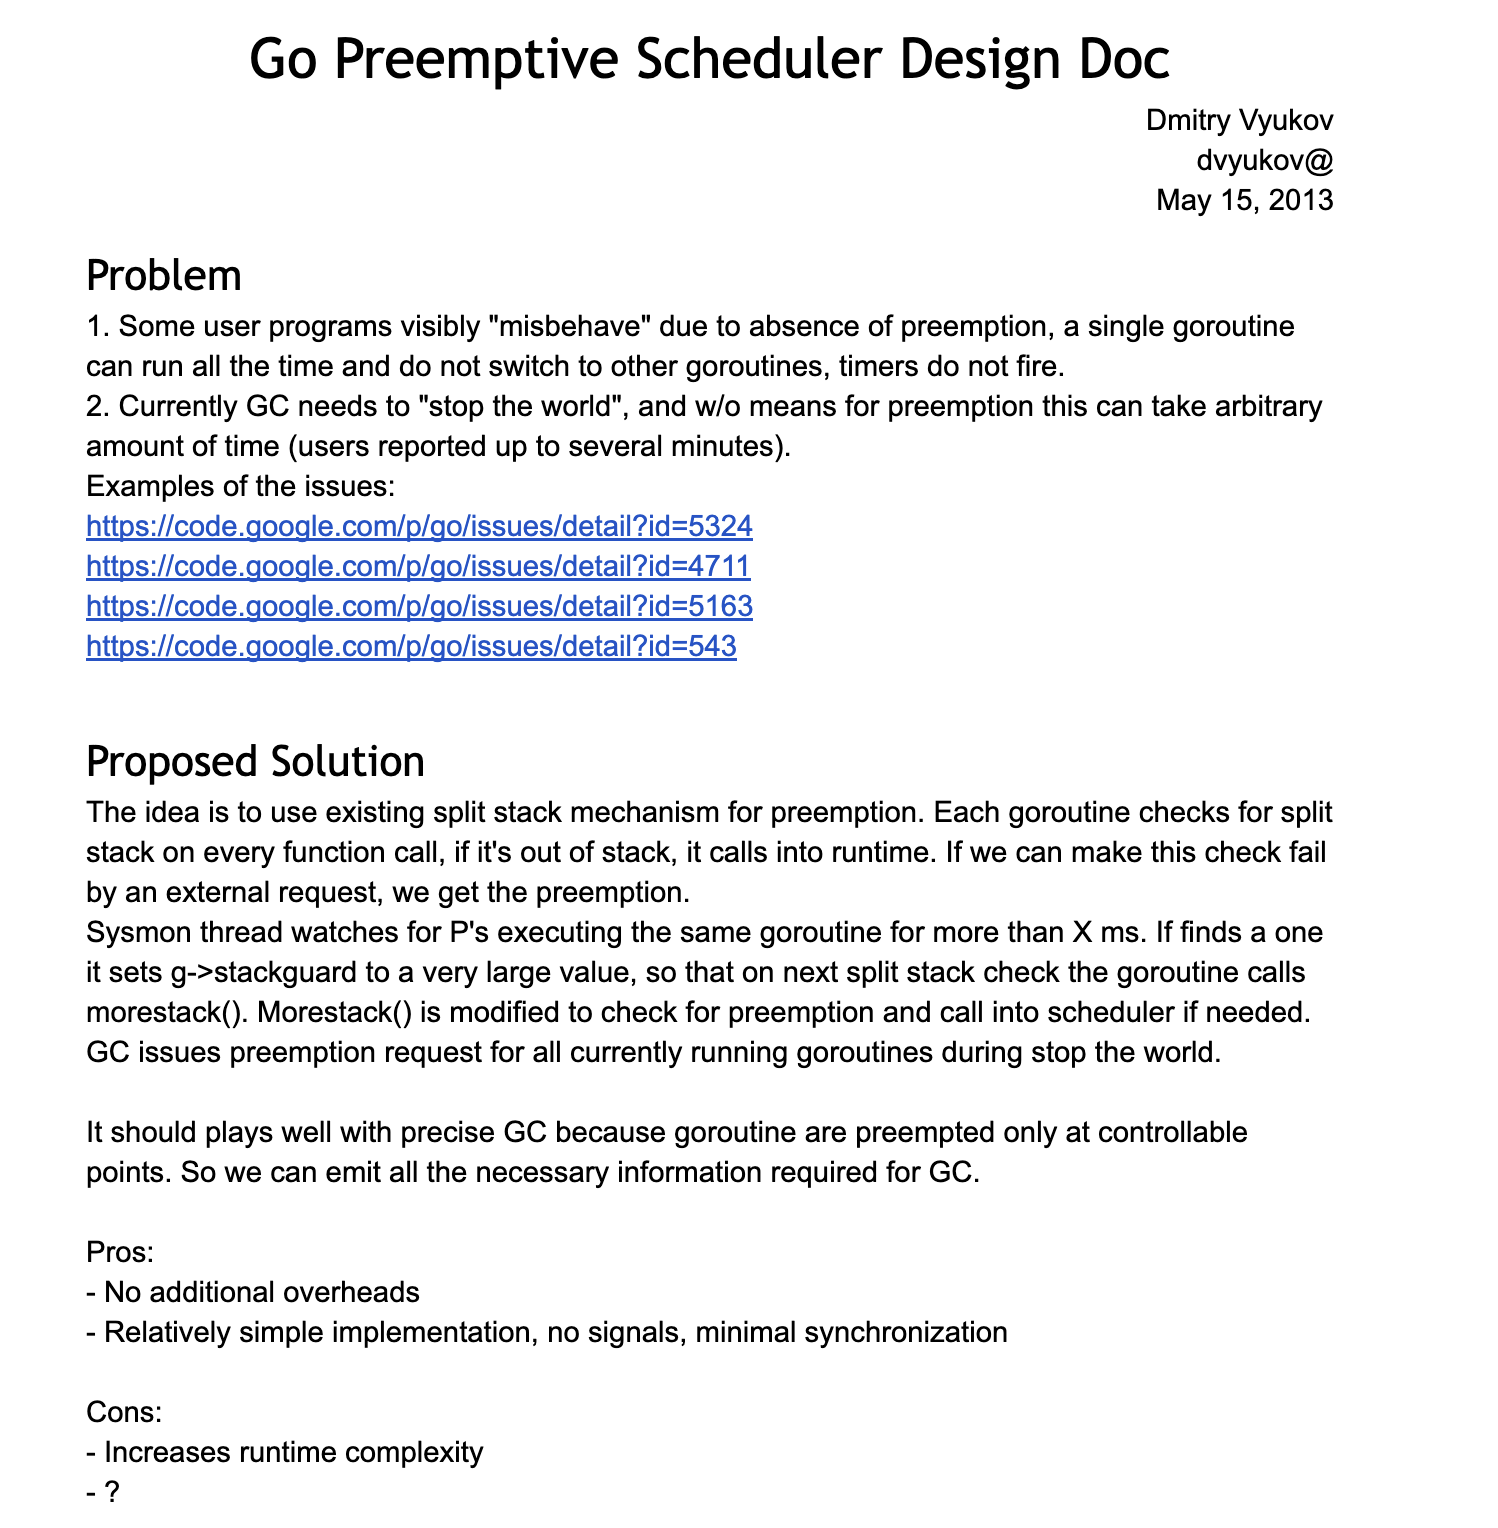 Go Preemptive Scheduler Design Doc
Dmitry Vyukov
dvyukov@
May 15, 2013
Problem
1. Some user programs visibly "misbehave" due to absence of preemption, a single goroutine
can run all the time and do not switch to other goroutines, timers do not fire.
2. Currently GC needs to "stop the world", and w/o means for preemption this can take arbitrary
amount of time (users reported up to several minutes).
Examples of the issues:
https://code.google.com/p/go/issues/detail?id=5324
https://code.google.com/p/go/issues/detail?id=4711
https://code.google.com/p/go/issues/detail?id=5163
https://code.google.com/p/go/issues/detail?id=543
Proposed Solution
The idea is to use existing split stack mechanism for preemption. Each goroutine checks for split
stack on every function call, if it's out of stack, it calls into runtime. If we can make this check fail
by an external request, we get the preemption.
Sysmon thread watches for P's executing the same goroutine for more than X ms. If finds a one
it sets g->stackguard to a very large value, so that on next split stack check the goroutine calls
morestack(). Morestack() is modified to check for preemption and call into scheduler if needed.
GC issues preemption request for all currently running goroutines during stop the world.
It should plays well with precise GC because goroutine are preempted only at controllable
points. So we can emit all the necessary information required for GC.
Pros:
- No additional overheads
- Relatively simple implementation, no signals, minimal synchronization
Cons:
- Increases runtime complexity
- ?